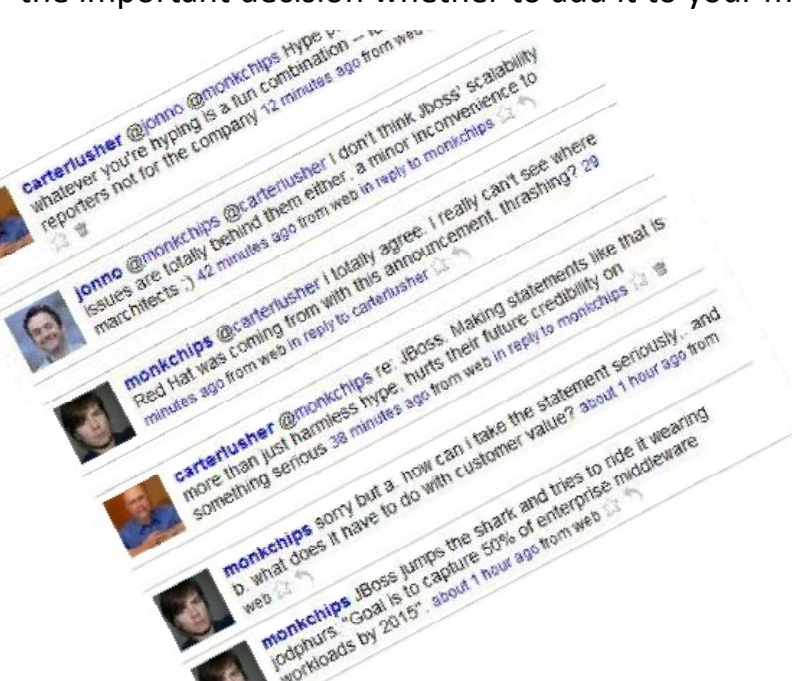 the important decision whether to add it to your m
carterlusher @jonno @monkchips Hype
whatever you're hyping is a fun combination --
reporters not for the company 12 minutes ago from web
jonno @monkchips @carterlusher I don't think Jboss' scalability
issues are totally behind them either, a minor inconvenience to
marchitects :) 42 minutes ago from web in reply to monkchips
monkchips @carterlusher i totally agree. I really can't see where
Red Hat was coming from with this announcement. thrashing? 29
minutes ago from web in reply to carterlusher
carterlusher @monkchips re: JBoss. Making statements like that is
more than just harmless hype, hurts their future credibility on
something serious 38 minutes ago from web in reply to monkchips
monkchips sorry but a. how can i take the statement seriously.. and
b. what does it have to do with customer value? about 1 hour ago from
web
monkchips JBoss jumps the shark and tries to ride it wearing
jodphurs: "Goal is to capture 50% of enterprise middleware
workloads by 2015". about 1 hour ago from web